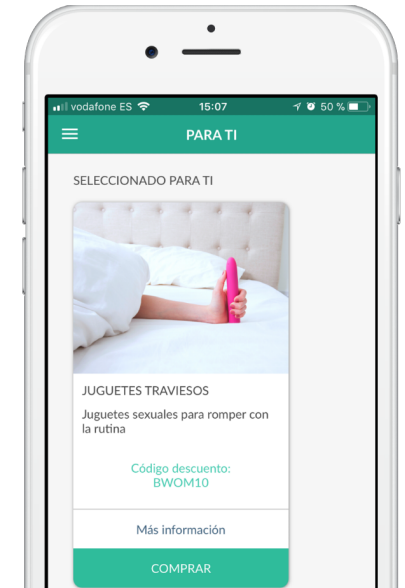 vodafone ES 15:07 50 %
PARA TI
SELECCIONADO PARA TI
JUGUETES TRAVIESOS
Juguetes sexuales para romper con
la rutina
Código descuento:
BWOM10
Más información
COMPRAR